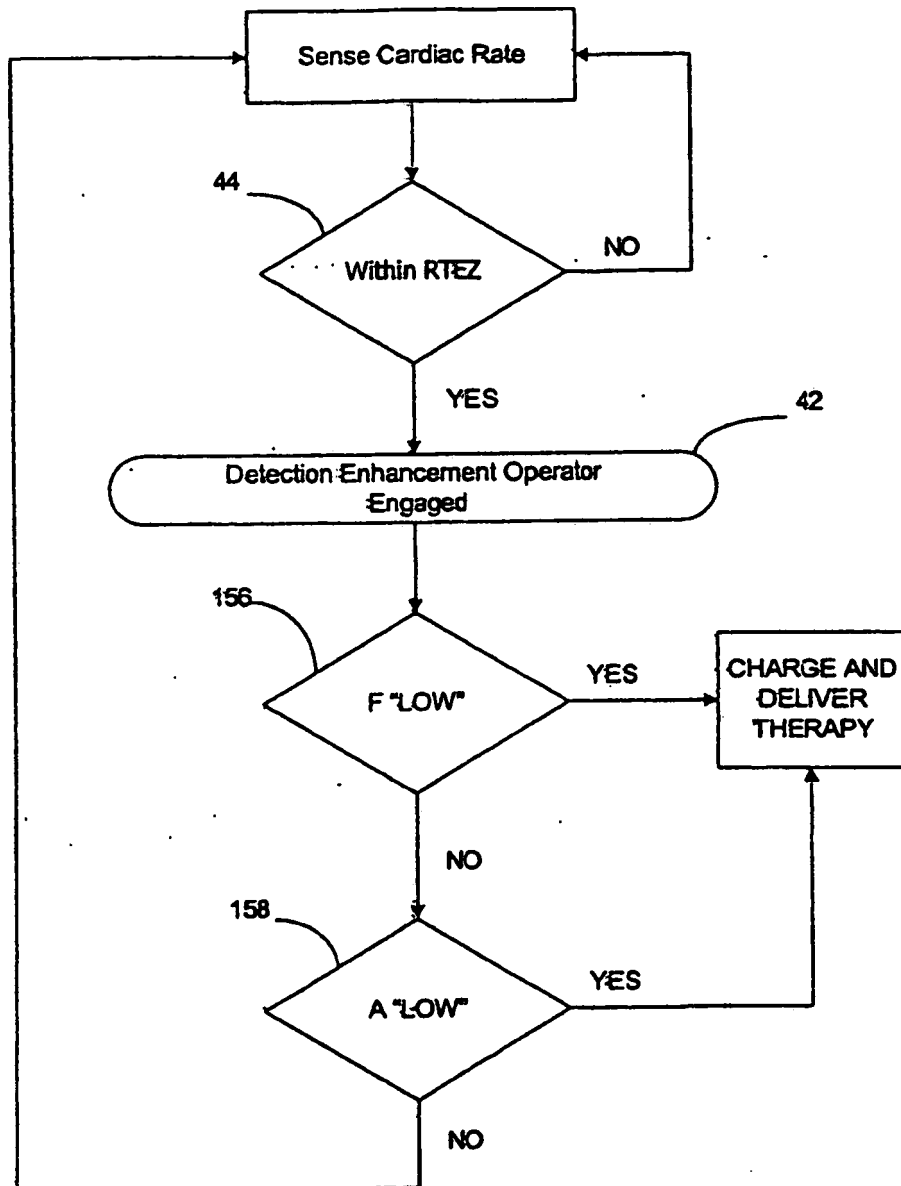 Sense Cardiac Rate
44
Within RTEZ
NO
YES
42
Detection Enhancement Operator
Engaged
156
F "LOW"
YES
CHARGE AND
DELIVER
THERAPY
NO
158
A "LOW"
YES
NO